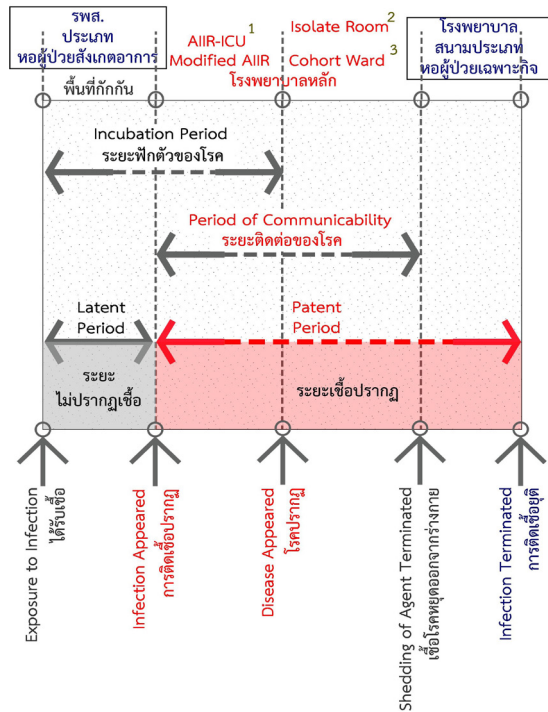 รพส.
ประเภท
หอผู้ป่วยสังเกตอาการ
พื้นที่กักกัน
AIIR-ICU 1
Modified AIIR
Isolate Room 2
Cohort Ward 3
โรงพยาบาลหลัก
โรงพยาบาล
สนามประเภท
หอผู้ป่วยเฉพาะกิจ
Incubation Period
ระยะฟักตัวของโรค
Period of Communicability
ระยะติดต่อของโรค
Latent
Period
Patent
Period
ระยะ
ไม่ปรากฏเชื้อ
ระยะเชื้อปรากฏ
Exposure to Infection
ได้รับเชื้อ
Infection Appeared
การติดเชื้อปรากฏ
Disease Appeared
โรคปรากฏ
Shedding of Agent Terminated
เชื้อโรคหยุดออกจากร่างกาย
Infection Terminated
การติดเชื้อยุติ